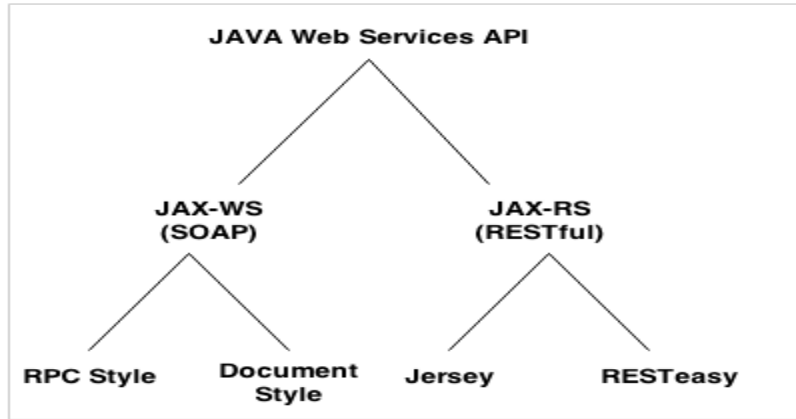 JAVA Web Services API
JAX-WS
(SOAP)
JAX-RS
(RESTful)
RPC Style
Document
Style
Jersey
RESTeasy